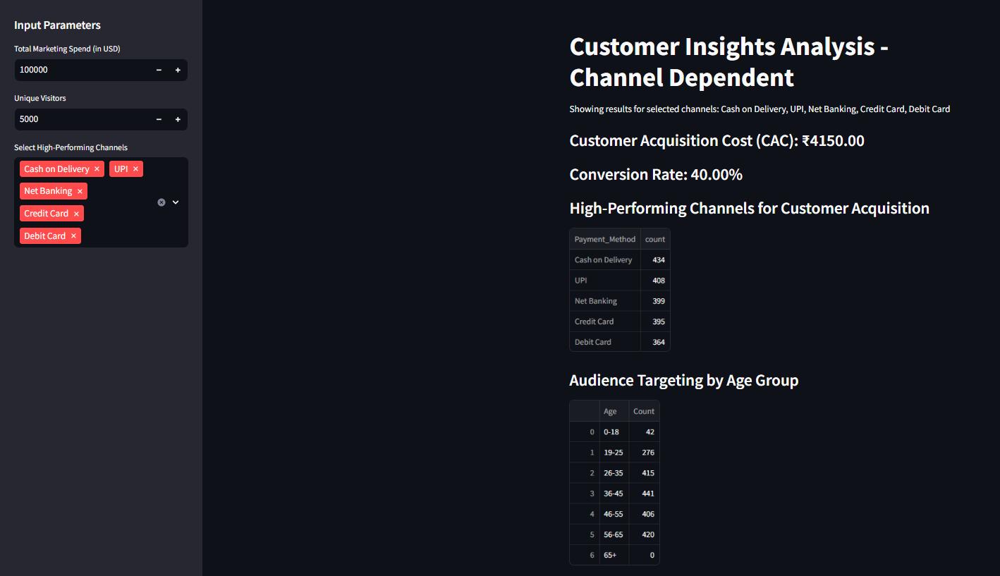 Input Parameters
Total Marketing Spend (in USD)
100000 − +
Unique Visitors
5000 − +
Select High-Performing Channels
Cash on Delivery × UPI ×
Net Banking ×
Credit Card ×
Debit Card ×
Customer Insights Analysis -
Channel Dependent
Showing results for selected channels: Cash on Delivery, UPI, Net Banking, Credit Card, Debit Card
Customer Acquisition Cost (CAC): ₹4150.00
Conversion Rate: 40.00%
High-Performing Channels for Customer Acquisition
Payment_Method count
Cash on Delivery 434
UPI 408
Net Banking 399
Credit Card 395
Debit Card 364
Audience Targeting by Age Group
Age Count
0 0-18 42
1 19-25 276
2 26-35 415
3 36-45 441
4 46-55 406
5 56-65 420
6 65+ 0